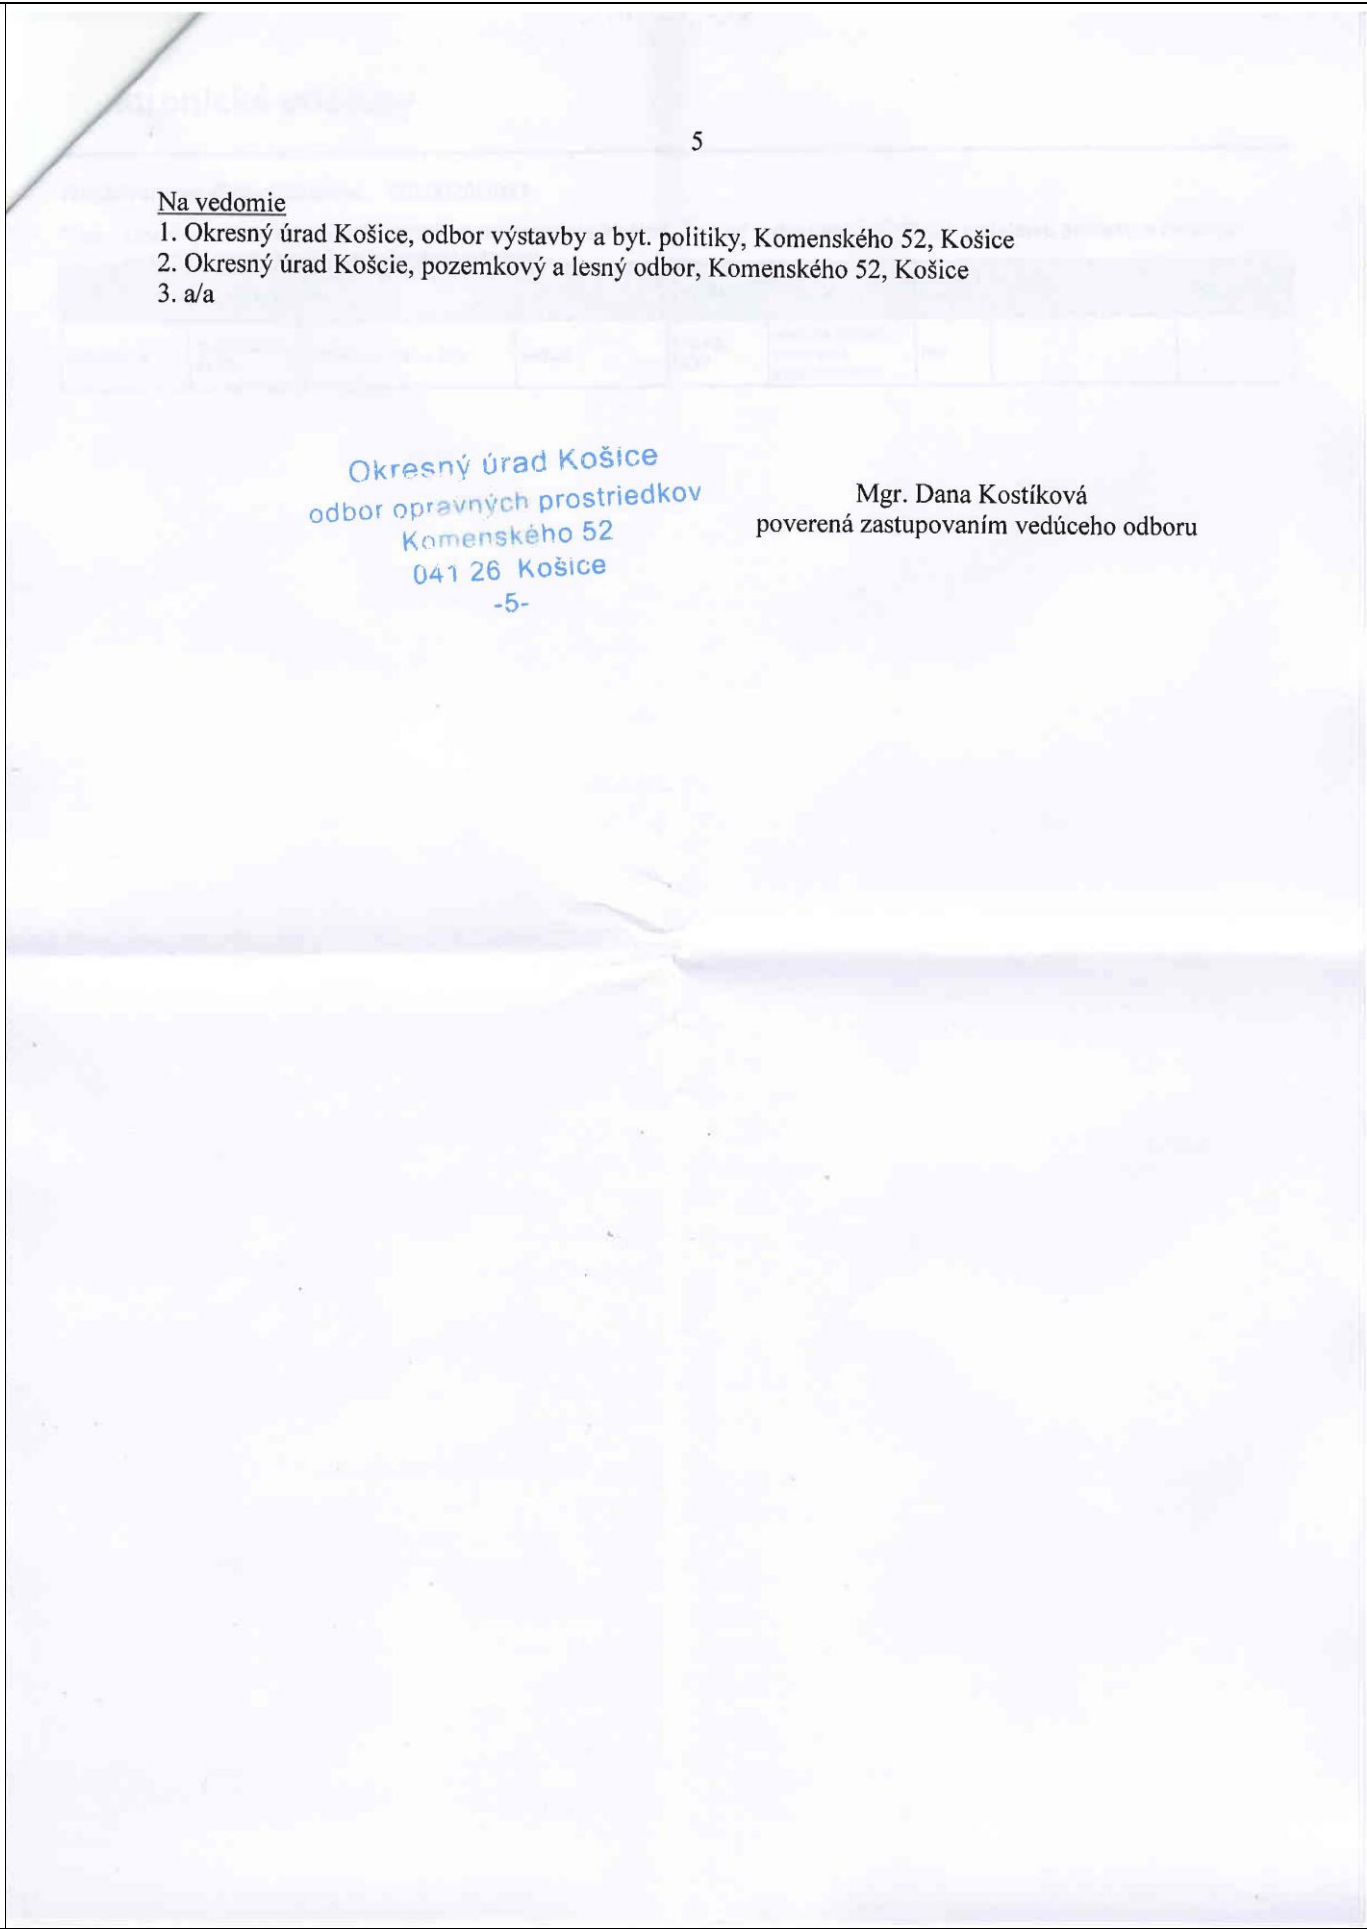 5
Na vedomie
1. Okresný úrad Košice, odbor výstavby a byt. politiky, Komenského 52, Košice
2. Okresný úrad Košcie, pozemkový a lesný odbor, Komenského 52, Košice
3. a/a
Okresný úrad Košice
odbor opravných prostriedkov
Komenského 52
041 26 Košice
-5-
Mgr. Dana Kostíková
poverená zastupovaním vedúceho odboru